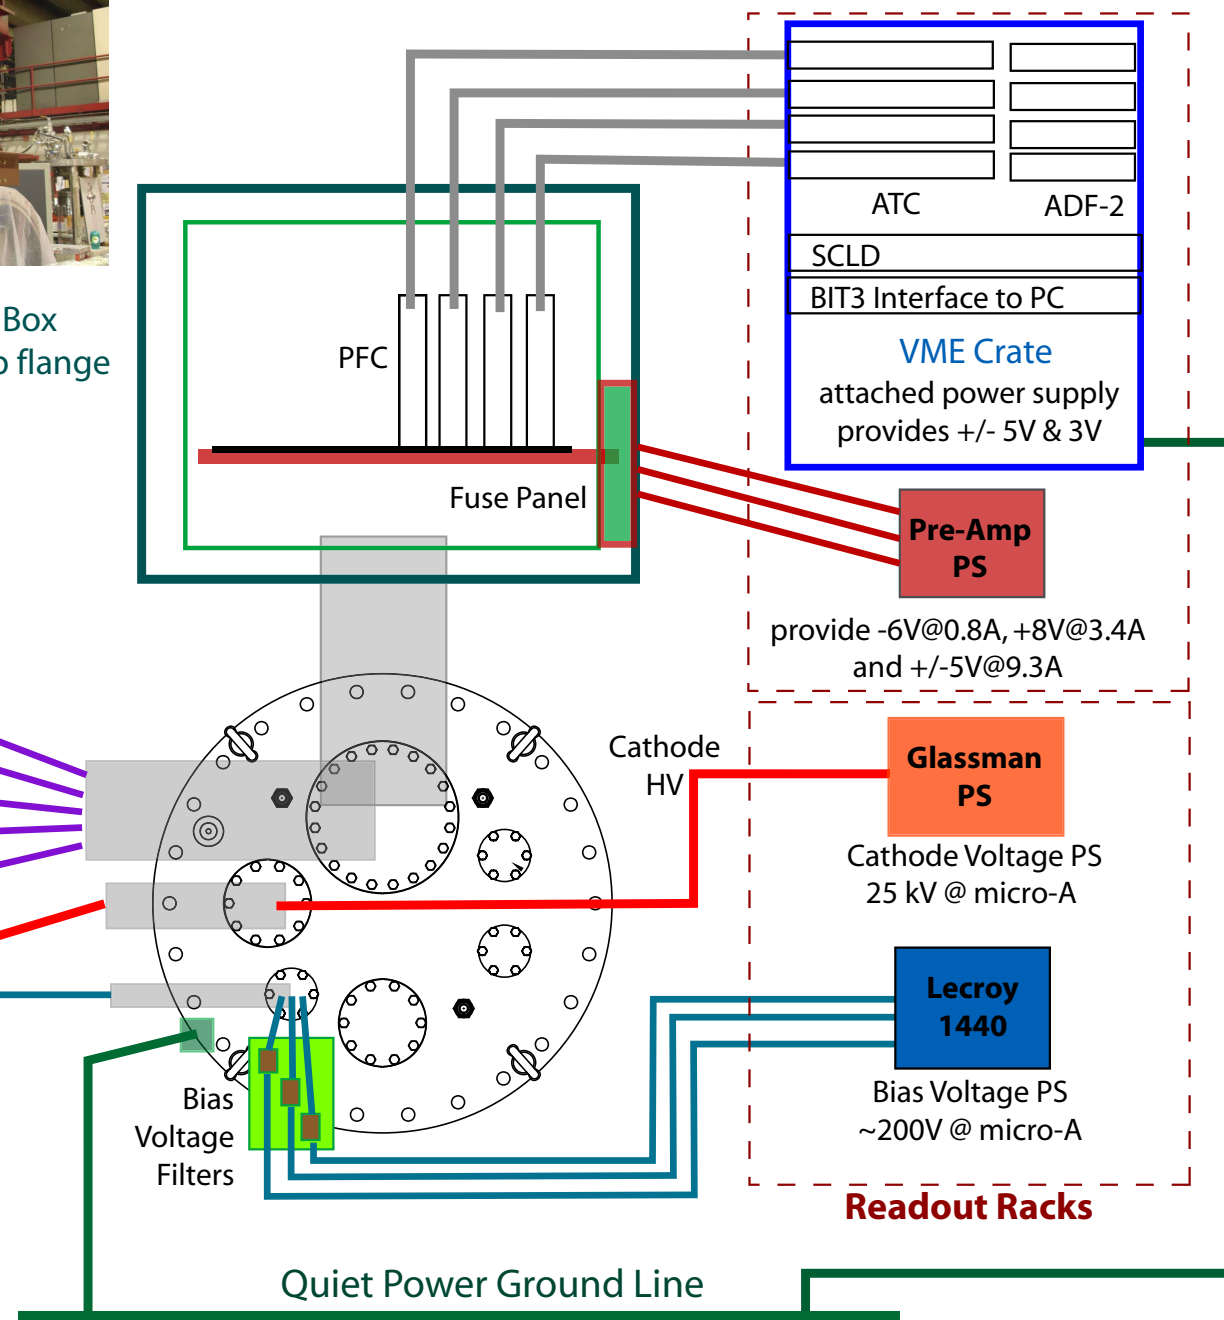 ATC
ADF-2
SCLD
BIT3 Interface to PC
VME Crate
attached power supply
provides +/- 5V & 3V
Box
flange
PFC
Fuse Panel
Pre-Amp
PS
provide -6V@0.8A, +8V@3.4A
and +/-5V@9.3A
Cathode
HV
Glassman
PS
Cathode Voltage PS
25 kV @ micro-A
Lecroy
1440
Bias Voltage PS
~200V @ micro-A
Bias
Voltage
Filters
Readout Racks
Quiet Power Ground Line